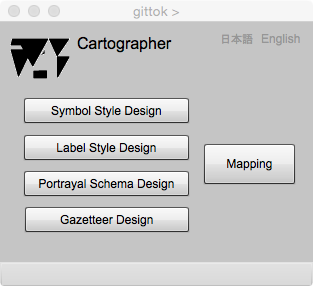 gittok >
Cartographer
日本語 English
Symbol Style Design
Label Style Design
Mapping
Portrayal Schema Design
Gazetteer Design